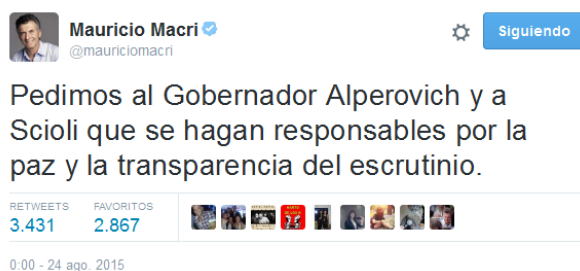 Mauricio Macri
@mauriciomacri
Siguiendo
Pedimos al Gobernador Alperovich y a
Scioli que se hagan responsables por la
paz y la transparencia del escrutinio.
RETWEETS FAVORITOS
3.431 2.867
0:00 - 24 ago. 2015